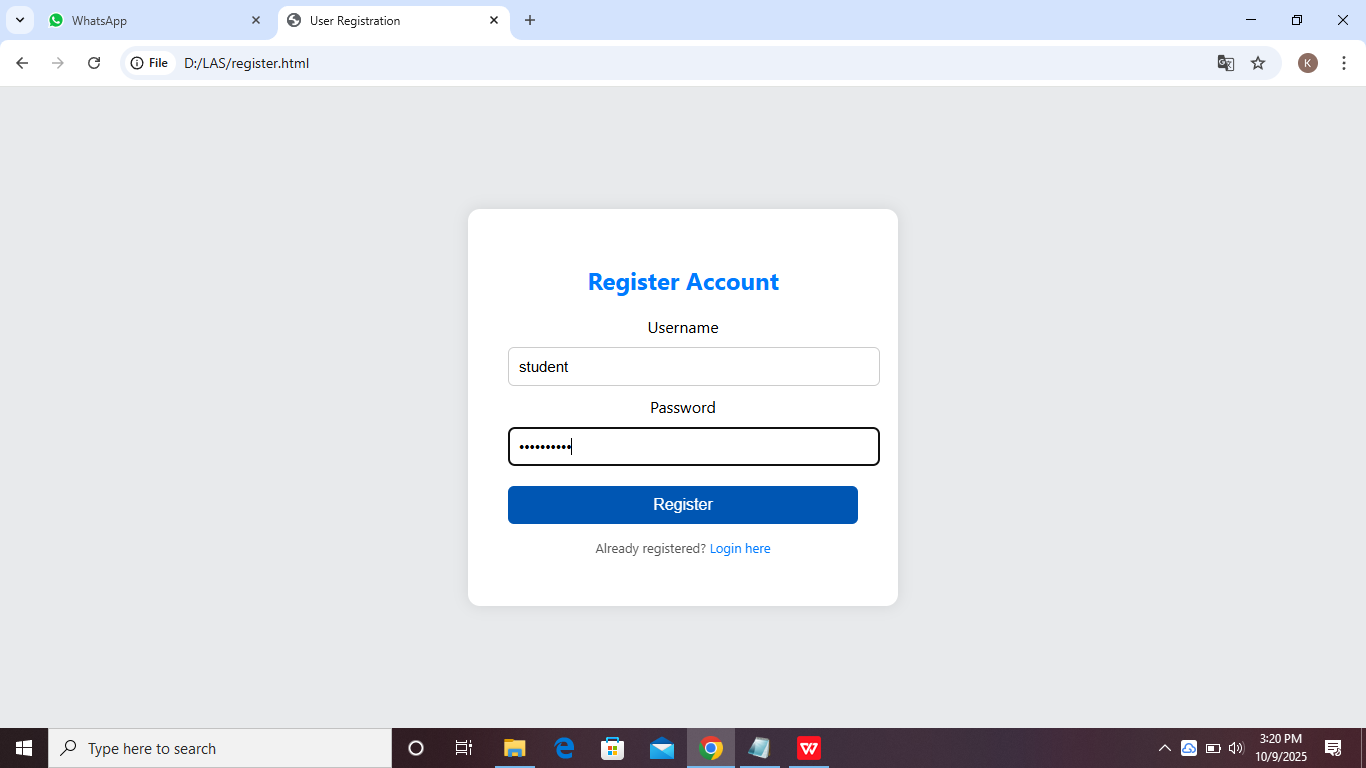 WhatsApp
User Registration
File
D:/LAS/register.html
K
Register Account
Username
student
Password
••••••••••
Register
Already registered? Login here
Type here to search
3:20 PM
10/9/2025